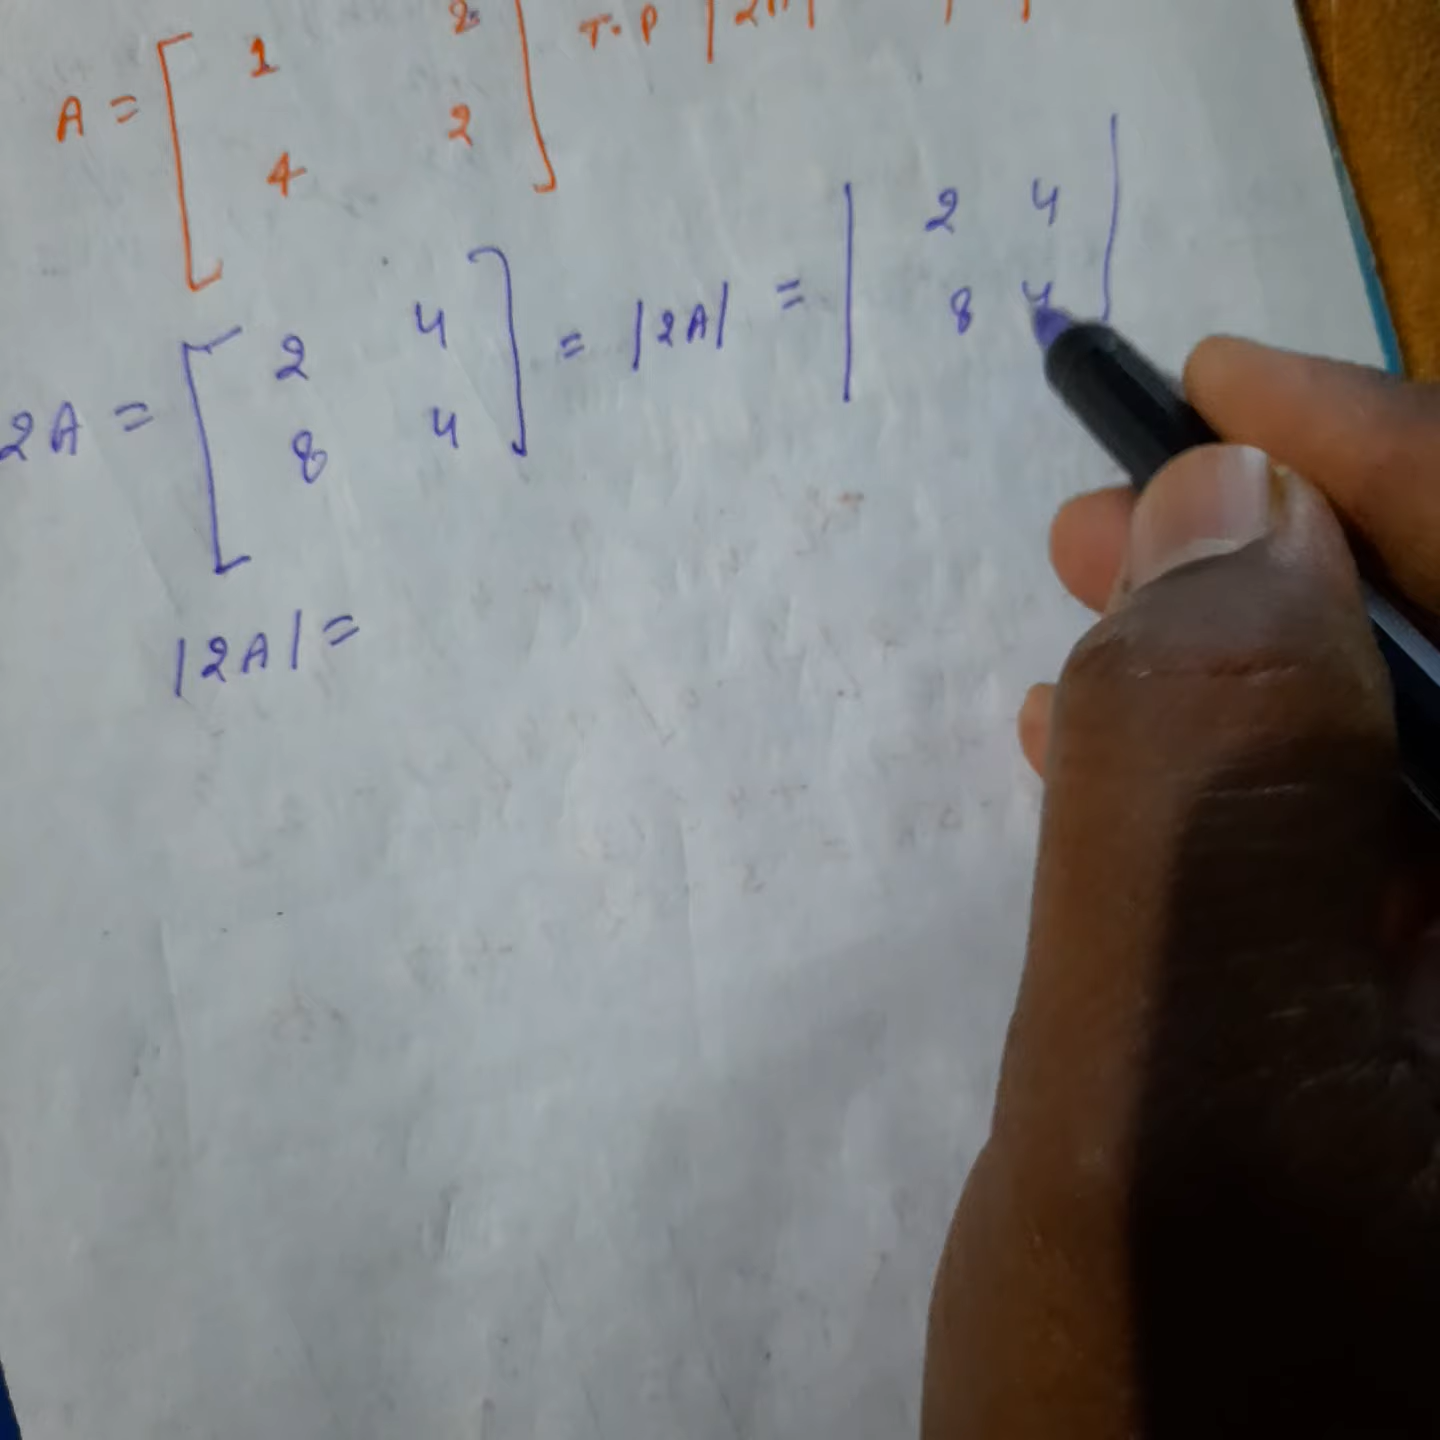 A = [ 1 2
4 2 ] T.P |2A|
2A = [ 2 4
8 4 ] = |2A| = | 2 4
8 4 |
|2A| =